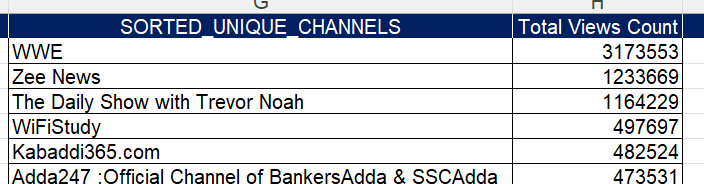 G H
SORTED_UNIQUE_CHANNELS Total Views Count
WWE 3173553
Zee News 1233669
The Daily Show with Trevor Noah 1164229
WiFiStudy 497697
Kabaddi365.com 482524
Adda247 :Official Channel of BankersAdda & SSCAdda 473531